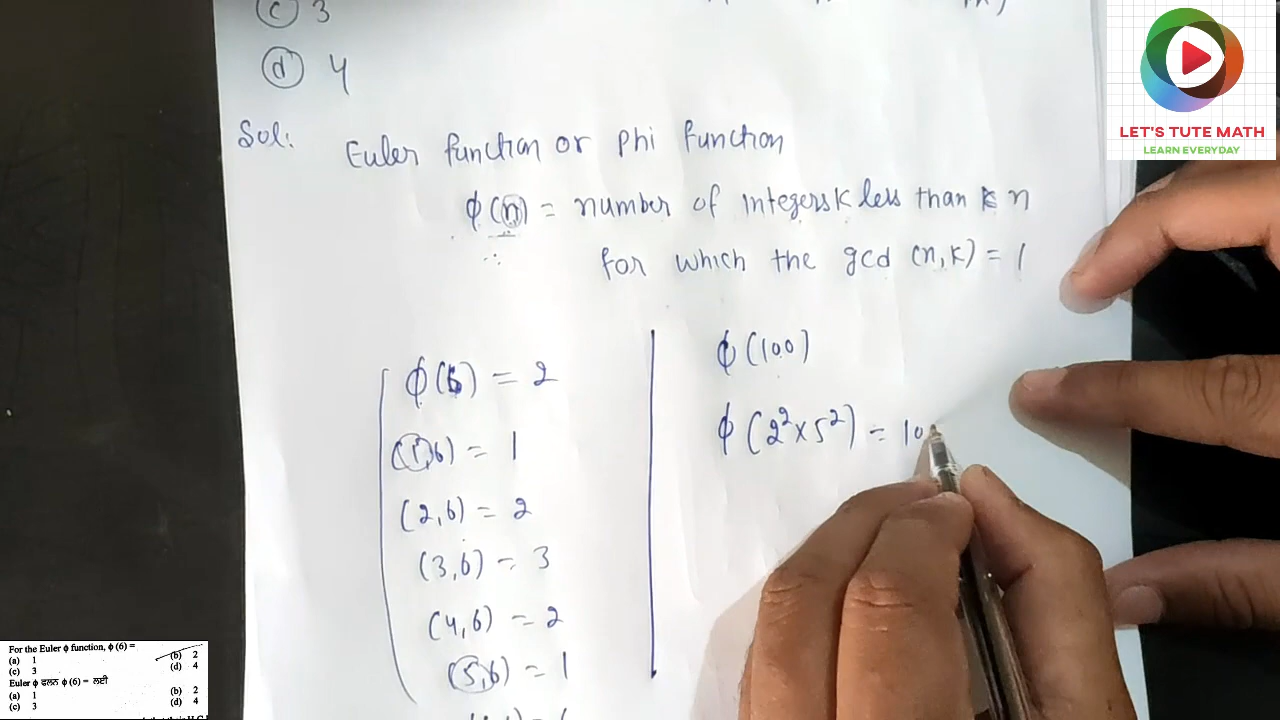 (c) 3
(d) 4
Sol: Euler function or Phi function
ϕ(n) = number of integers k less than n
for which the gcd (n,k) = 1
ϕ(6) = 2
(1,6) = 1
(2,6) = 2
(3,6) = 3
(4,6) = 2
(5,6) = 1
ϕ(100)
ϕ(2²×5²) = 10
LET'S TUTE MATH
LEARN EVERYDAY
For the Euler ϕ function, ϕ (6) =
(a) 1 (b) 2
(c) 3 (d) 4
Euler ϕ ਫਲਨ ϕ (6) = ਲਈ
(a) 1 (b) 2
(c) 3 (d) 4